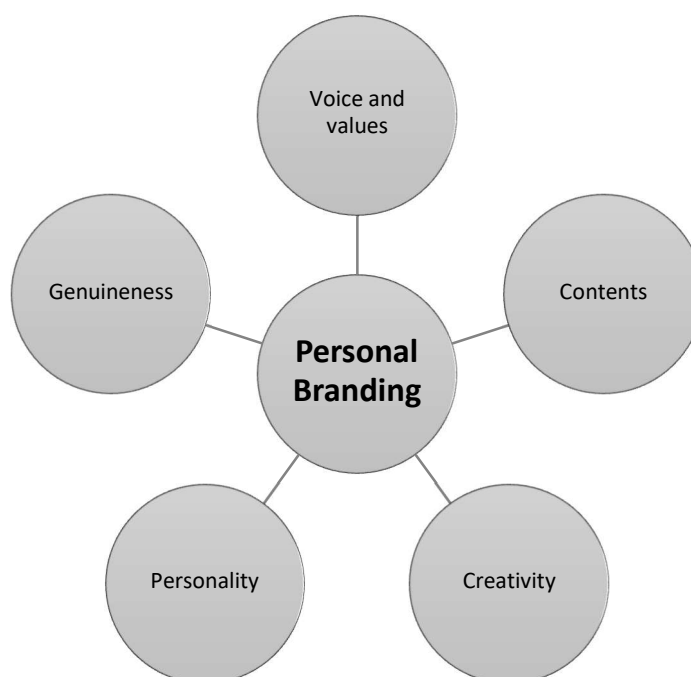 Voice and
values
Genuineness
Contents
Personal
Branding
Personality
Creativity